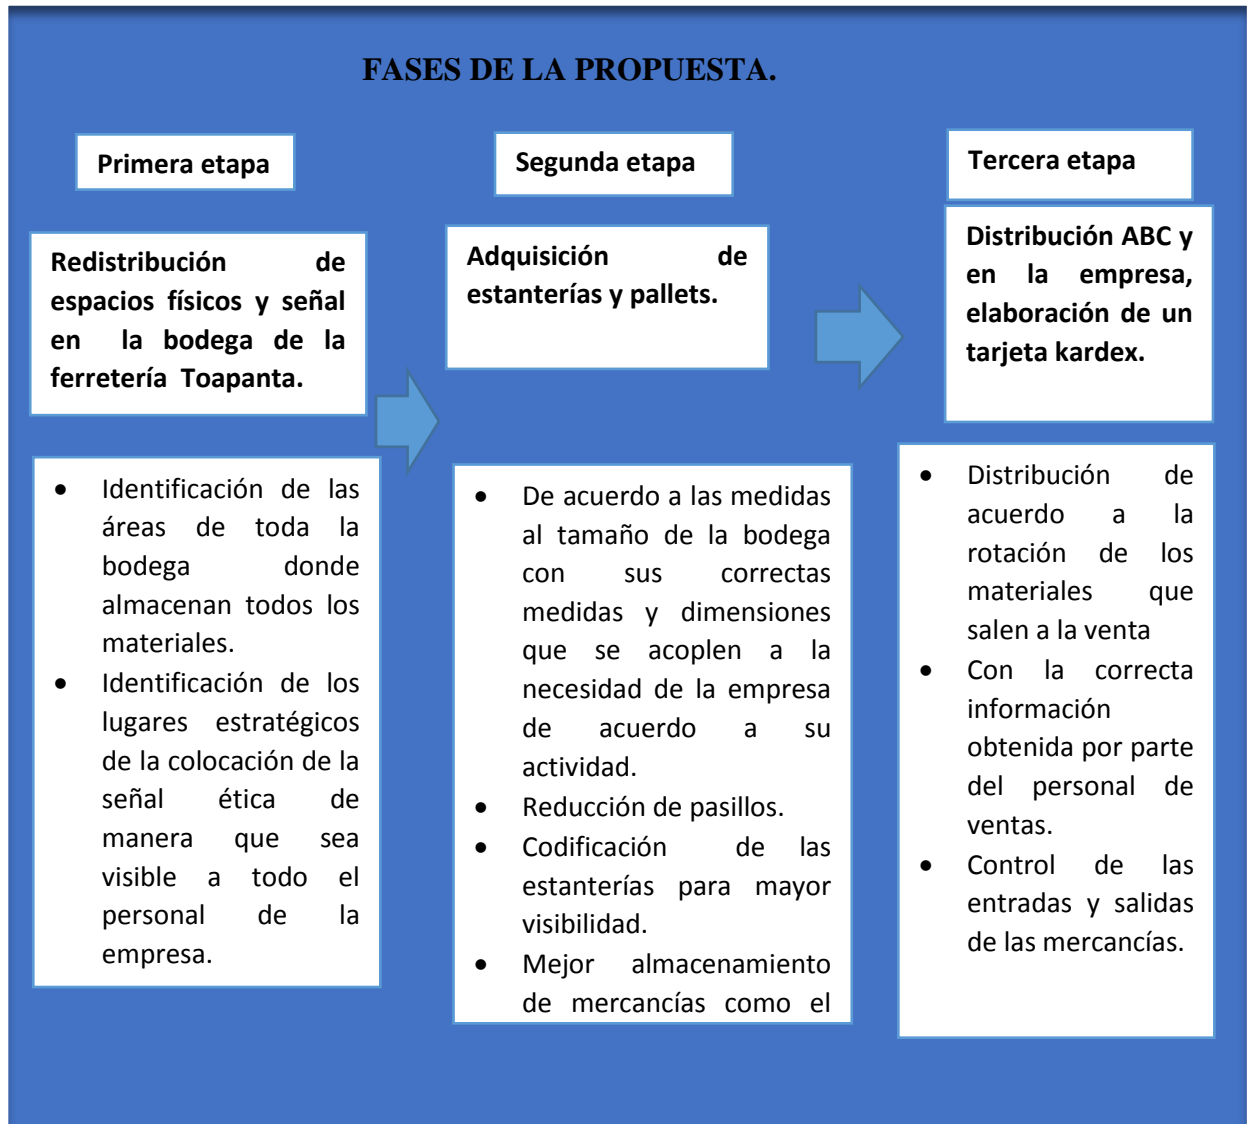 FASES DE LA PROPUESTA.
Primera etapa
Redistribución de
espacios físicos y señal
en la bodega de la
ferretería Toapanta.
• Identificación de las
áreas de toda la
bodega donde
almacenan todos los
materiales.
• Identificación de los
lugares estratégicos
de la colocación de la
señal ética de
manera que sea
visible a todo el
personal de la
empresa.
Segunda etapa
Adquisición de
estanterías y pallets.
• De acuerdo a las medidas
al tamaño de la bodega
con sus correctas
medidas y dimensiones
que se acoplen a la
necesidad de la empresa
de acuerdo a su
actividad.
• Reducción de pasillos.
• Codificación de las
estanterías para mayor
visibilidad.
• Mejor almacenamiento
de mercancías como el
Tercera etapa
Distribución ABC y
en la empresa,
elaboración de un
tarjeta kardex.
• Distribución de
acuerdo a la
rotación de los
materiales que
salen a la venta
• Con la correcta
información
obtenida por parte
del personal de
ventas.
• Control de las
entradas y salidas
de las mercancías.